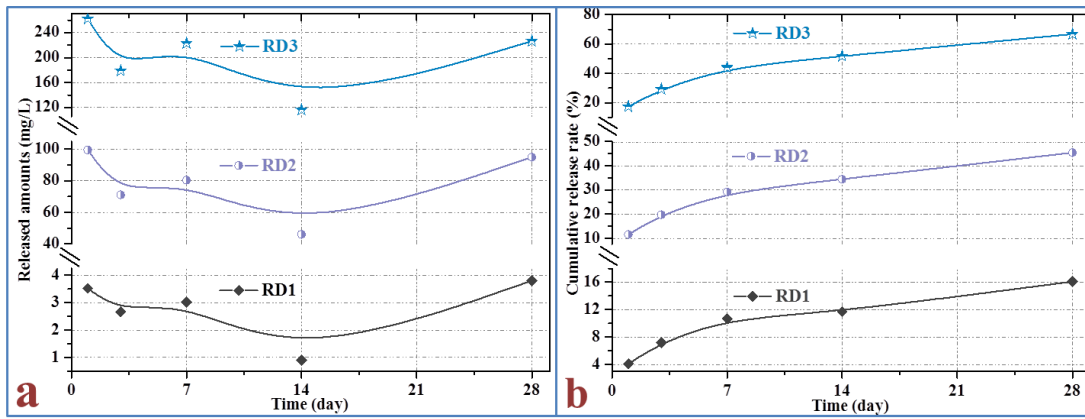 Released amounts (mg/L)
240
200
160
120
100
80
60
40
4
3
2
1
RD3
RD2
RD1
0
7
14
21
28
Time (day)
a
Cumulative release rate (%)
80
60
40
20
50
40
30
20
10
16
12
8
4
RD3
RD2
RD1
0
7
14
21
28
Time (day)
b